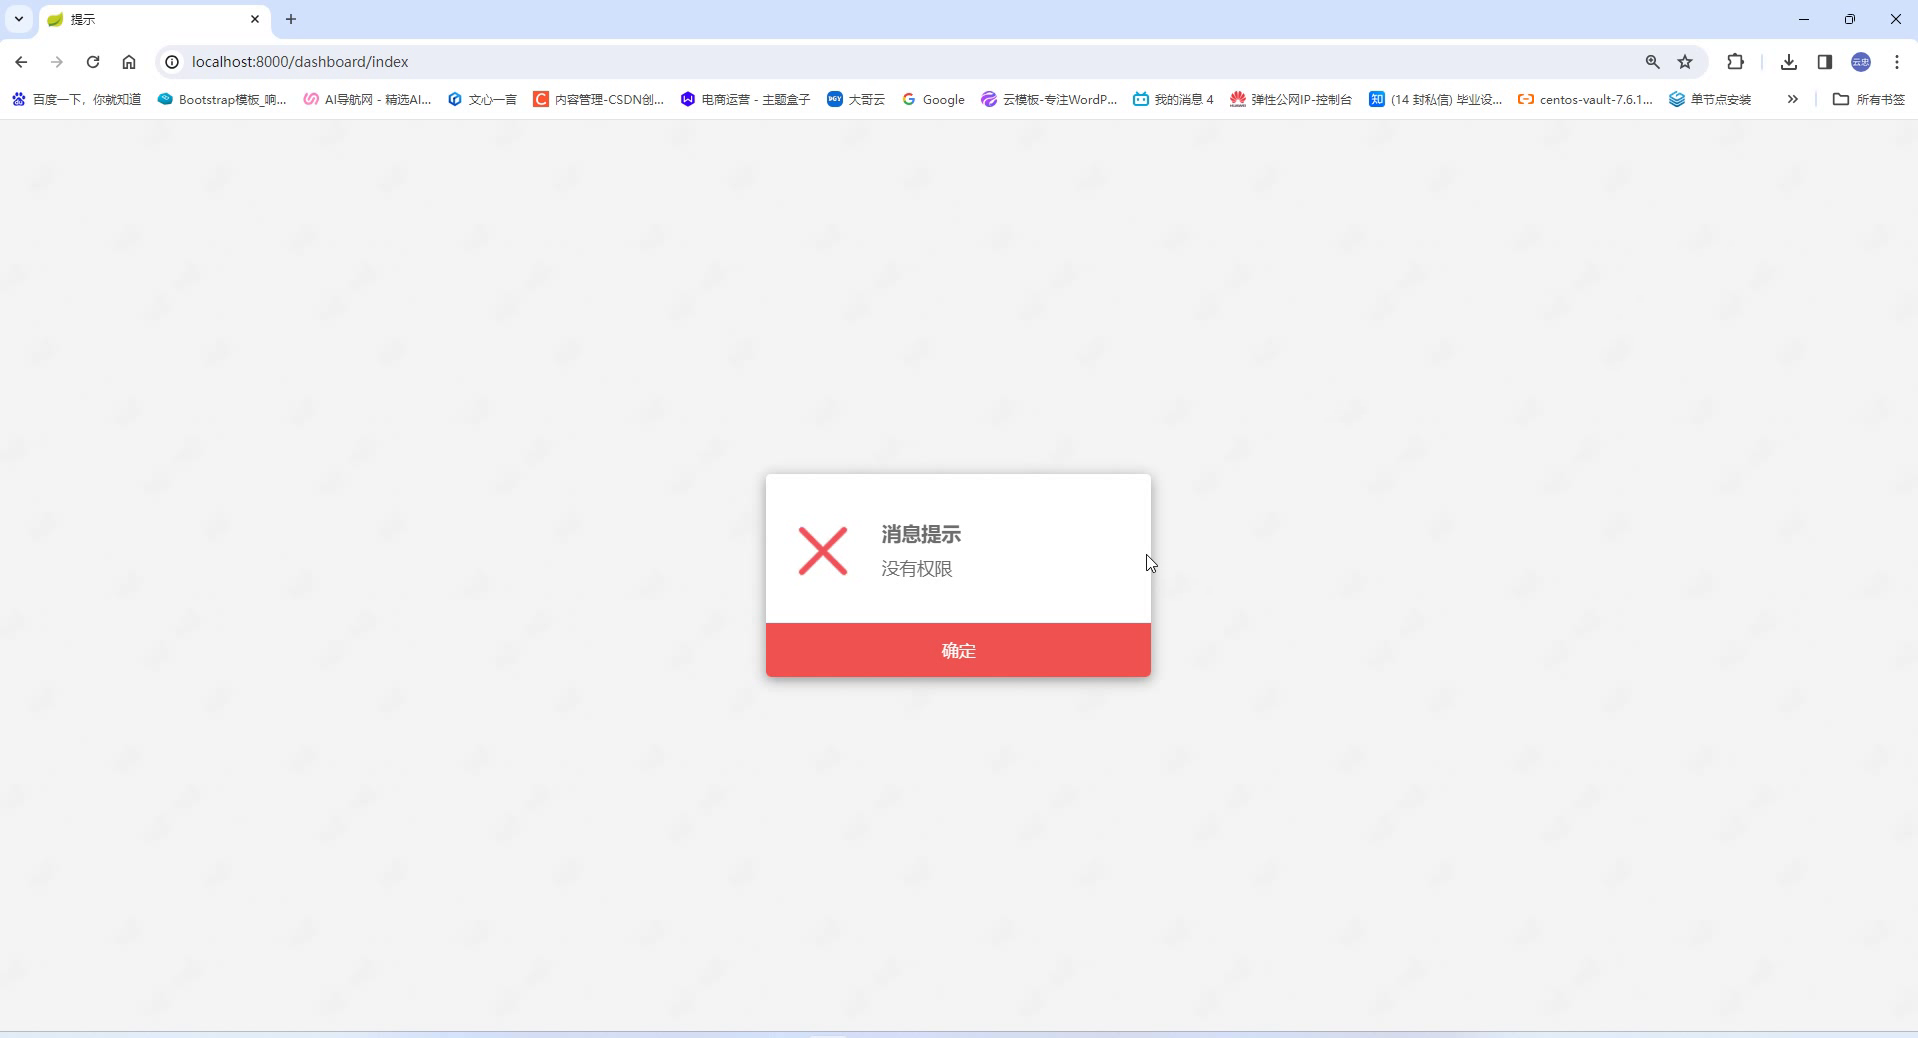 提示
localhost:8000/dashboard/index
云忠
百度一下，你就知道
Bootstrap模板_响...
AI导航网 - 精选AI...
文心一言
内容管理-CSDN创...
电商运营 - 主题盒子
大哥云
Google
云模板-专注WordP...
我的消息 4
弹性公网IP-控制台
知
(14 封私信) 毕业设...
centos-vault-7.6.1...
单节点安装
所有书签
消息提示
没有权限
确定